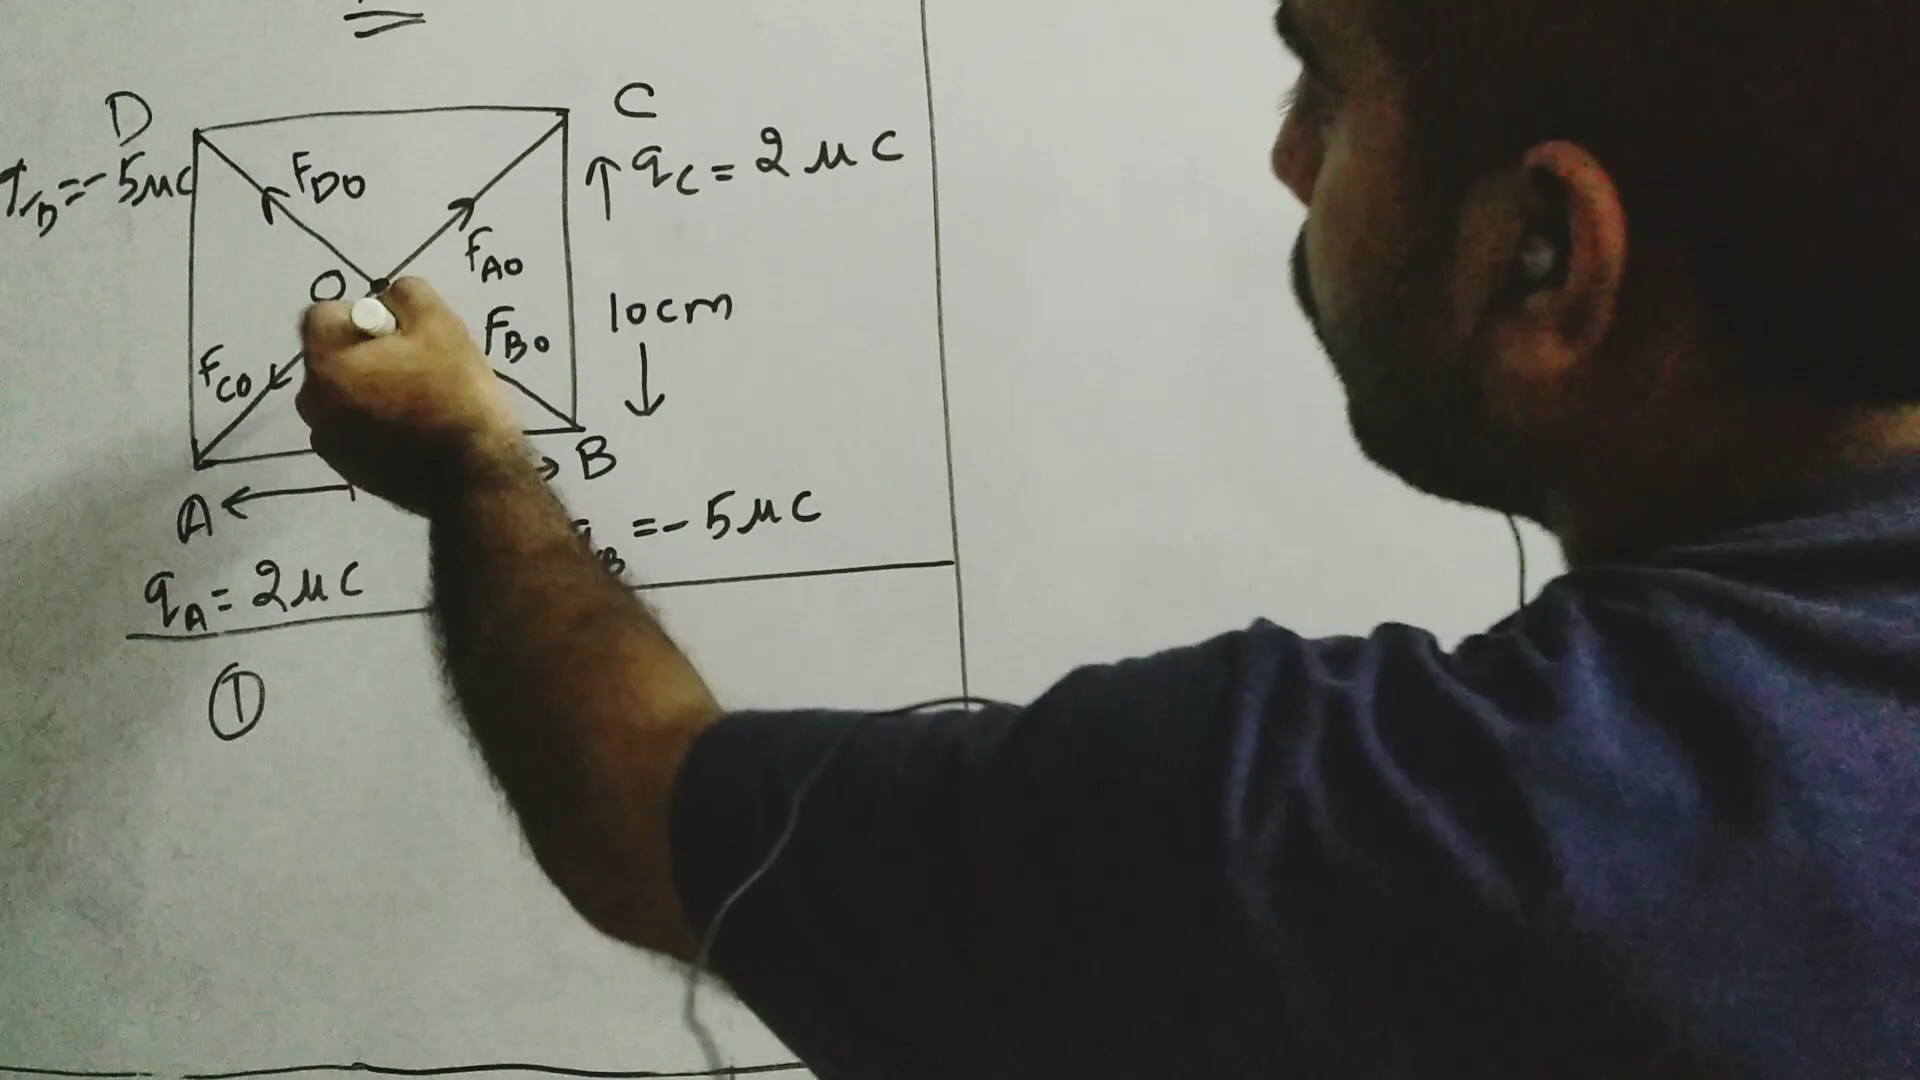 D
C
q_D = -5μC
F_DO
↑ q_C = 2μC
F_AO
O
10cm
F_BO
F_CO
B
A
= -5μC
q_A = 2μC
①